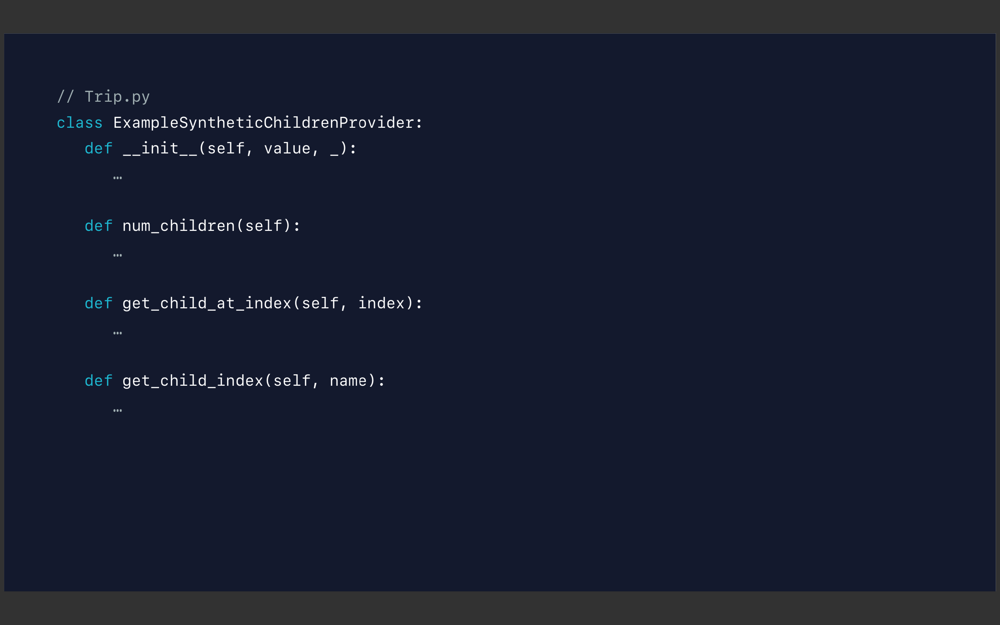 // Trip.py
class ExampleSyntheticChildrenProvider:
def __init__(self, value, _):
…
def num_children(self):
…
def get_child_at_index(self, index):
…
def get_child_index(self, name):
…